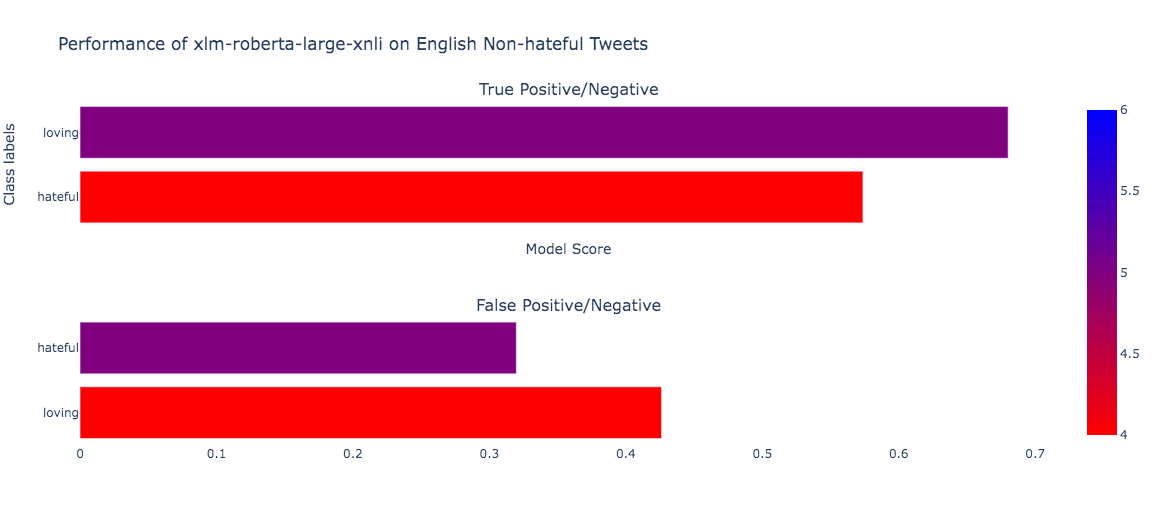 Performance of xlm-roberta-large-xnli on English Non-hateful Tweets
True Positive/Negative
Class labels
loving
hateful
Model Score
False Positive/Negative
hateful
loving
0 0.1 0.2 0.3 0.4 0.5 0.6 0.7
6
5.5
5
4.5
4